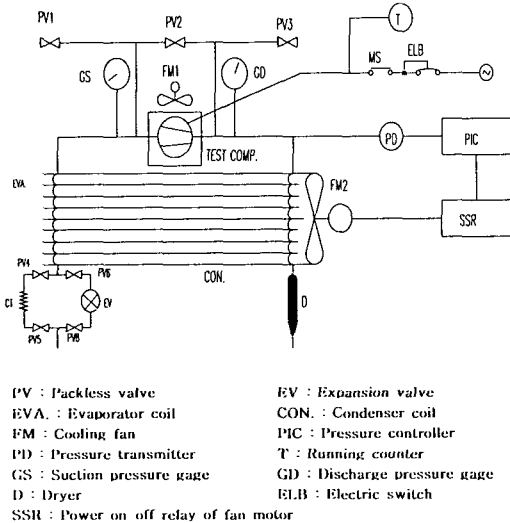 PV1
PV2
PV3
T
GS
FM1
GD
MS
ELB
TEST COMP.
PD
PIC
EVA
FM2
SSR
CON.
PV4
PV6
EV
D
PV5
PV8
PV : Packless valve
EV : Expansion valve
EVA. : Evaporator coil
CON. : Condenser coil
FM : Cooling fan
PIC : Pressure controller
PD : Pressure transmitter
T : Running counter
GS : Suction pressure gage
GD : Discharge pressure gage
D : Dryer
ELB : Electric switch
SSR : Power on off relay of fan motor